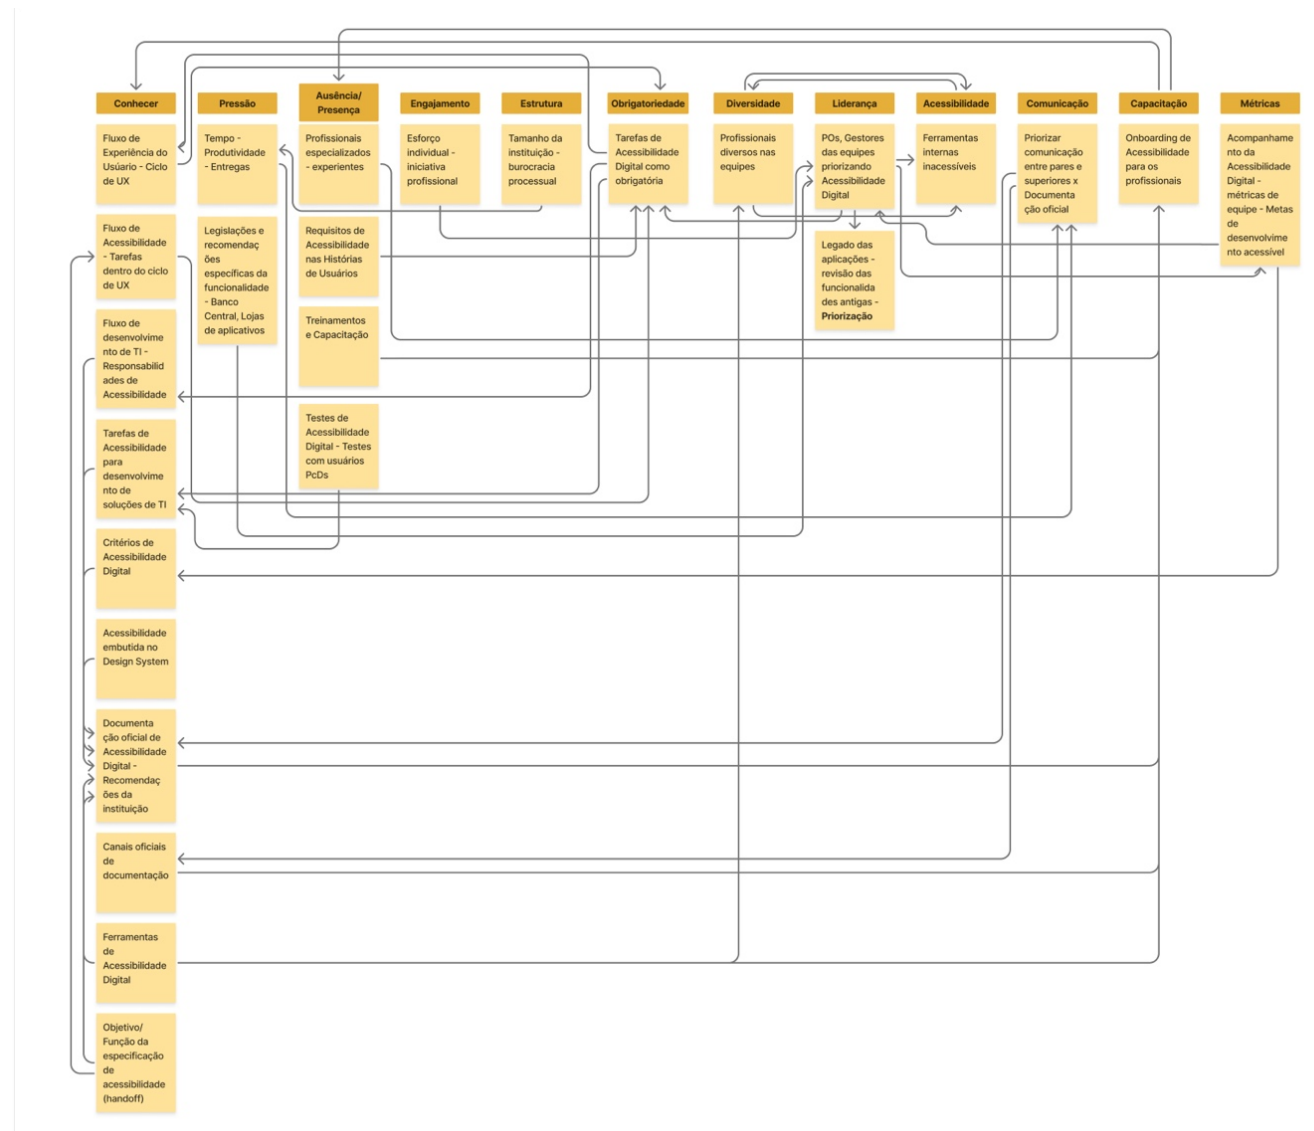 Conhecer
Fluxo de
Experiência do
Usúario - Ciclo
de UX
Fluxo de
Acessibilidade
- Tarefas
dentro do ciclo
de UX
Fluxo de
desenvolvime
nto de TI -
Responsabilid
ades de
Acessibilidade
Tarefas de
Acessibilidade
para
desenvolvime
nto de
soluções de TI
Critérios de
Acessibilidade
Digital
Acessibilidade
embutida no
Design System
Documenta
ção oficial de
Acessibilidade
Digital -
Recomendaç
ões da
instituição
Canais oficiais
de
documentação
Ferramentas
de
Acessibilidade
Digital
Objetivo/
Função da
especificação
de
acessibilidade
(handoff)
Pressão
Tempo -
Produtividade
- Entregas
Legislações e
recomendaç
ões
específicas da
funcionalidade
- Banco
Central, Lojas
de aplicativos
Ausência/
Presença
Profissionais
especializados
- experientes
Requisitos de
Acessibilidade
nas Histórias
de Usuários
Treinamentos
e Capacitação
Testes de
Acessibilidade
Digital - Testes
com usuários
PcDs
Engajamento
Esforço
individual -
iniciativa
profissional
Estrutura
Tamanho da
instituição -
burocracia
processual
Obrigatoriedade
Tarefas de
Acessibilidade
Digital como
obrigatória
Diversidade
Profissionais
diversos nas
equipes
Liderança
POs, Gestores
das equipes
priorizando
Acessibilidade
Digital
Legado das
aplicações -
revisão das
funcionalida
des antigas -
Priorização
Acessibilidade
Ferramentas
internas
inacessíveis
Comunicação
Priorizar
comunicação
entre pares e
superiores x
Documenta
ção oficial
Capacitação
Onboarding de
Acessibilidade
para os
profissionais
Métricas
Acompanhame
nto da
Acessibilidade
Digital -
métricas de
equipe - Metas
de
desenvolvime
nto acessível